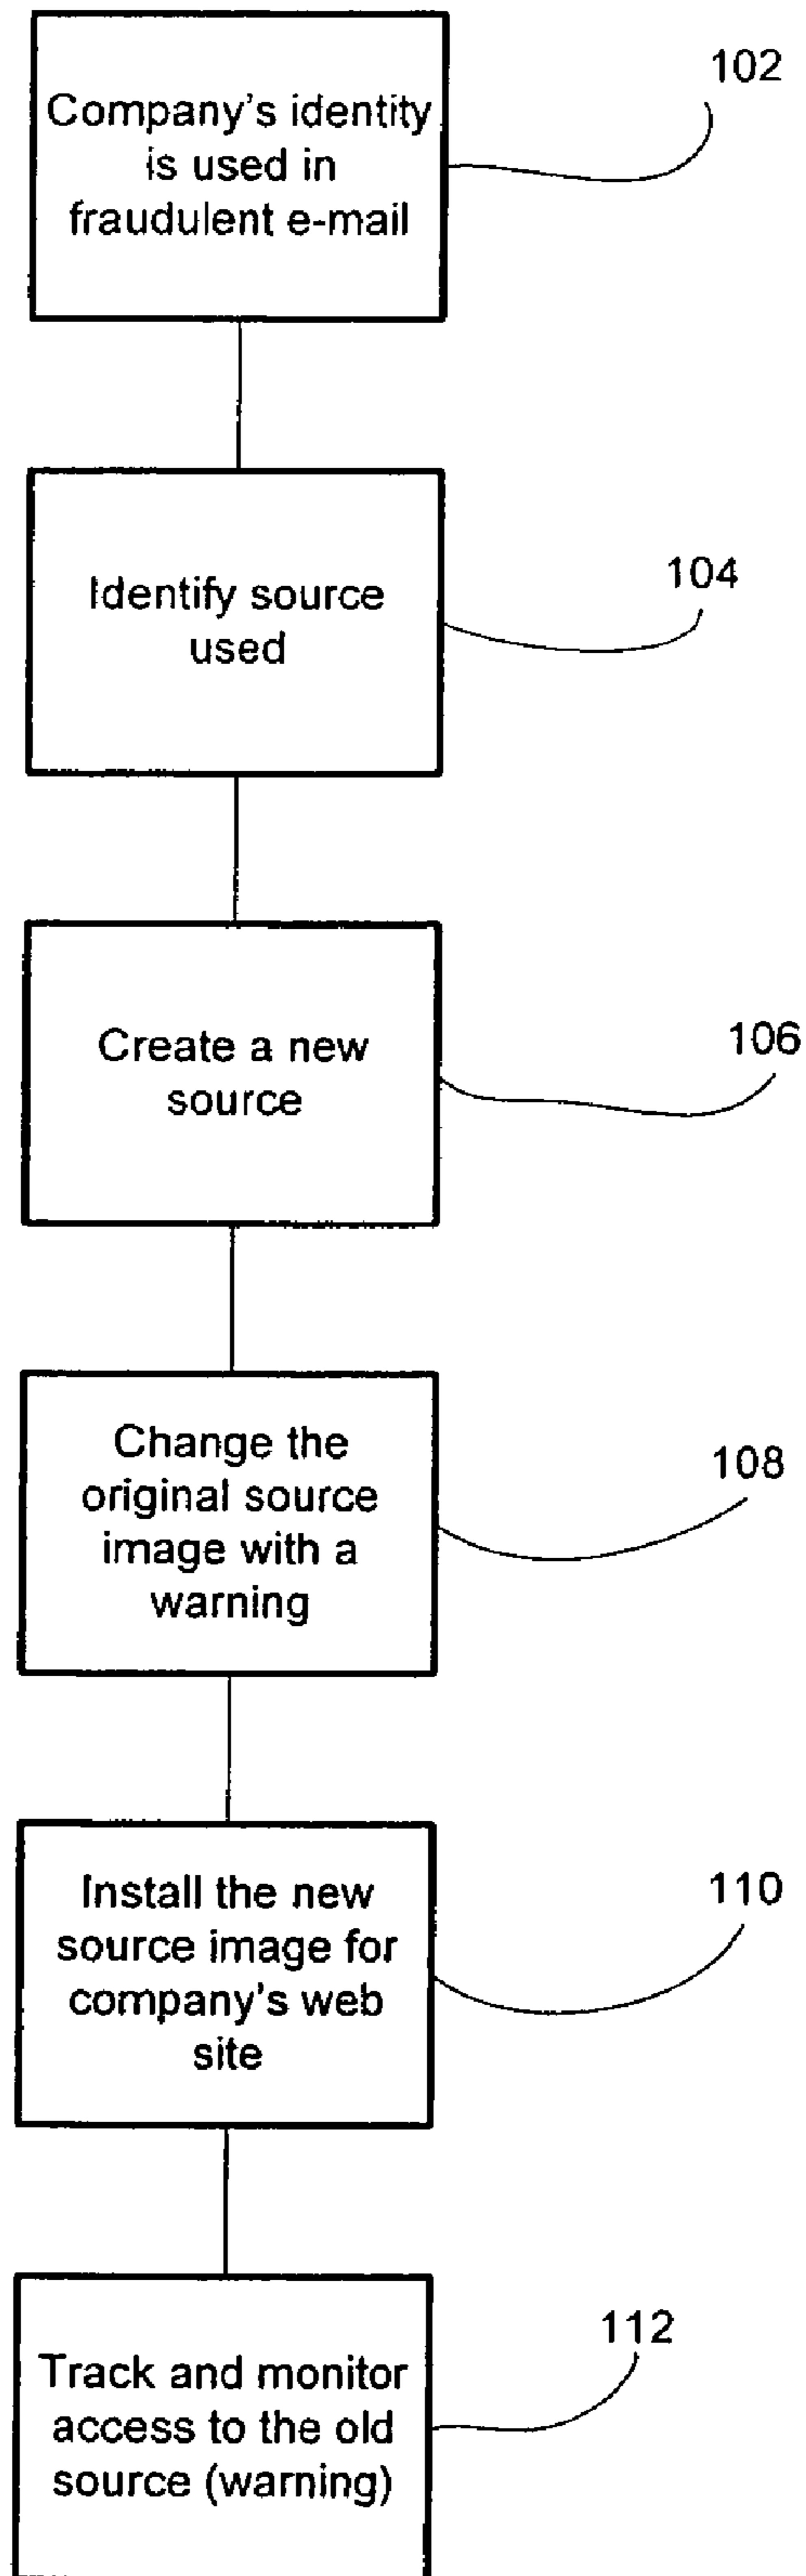 Company's identity
is used in
fraudulent e-mail
102
Identify source
used
104
Create a new
source
106
Change the
original source
image with a
warning
108
Install the new
source image for
company's web
site
110
Track and monitor
access to the old
source (warning)
112